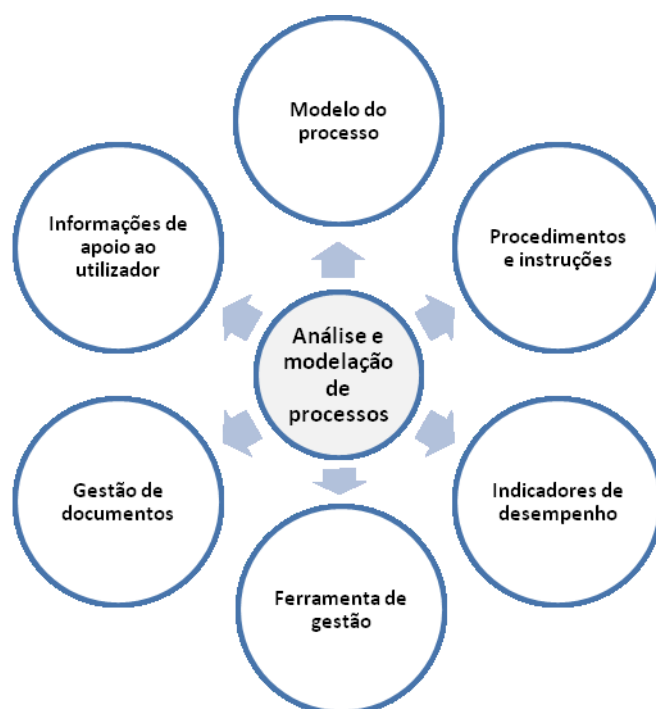 Modelo do
processo
Informações de
apoio ao
utilizador
Procedimentos
e instruções
Análise e
modelação
de
processos
Gestão de
documentos
Indicadores de
desempenho
Ferramenta de
gestão